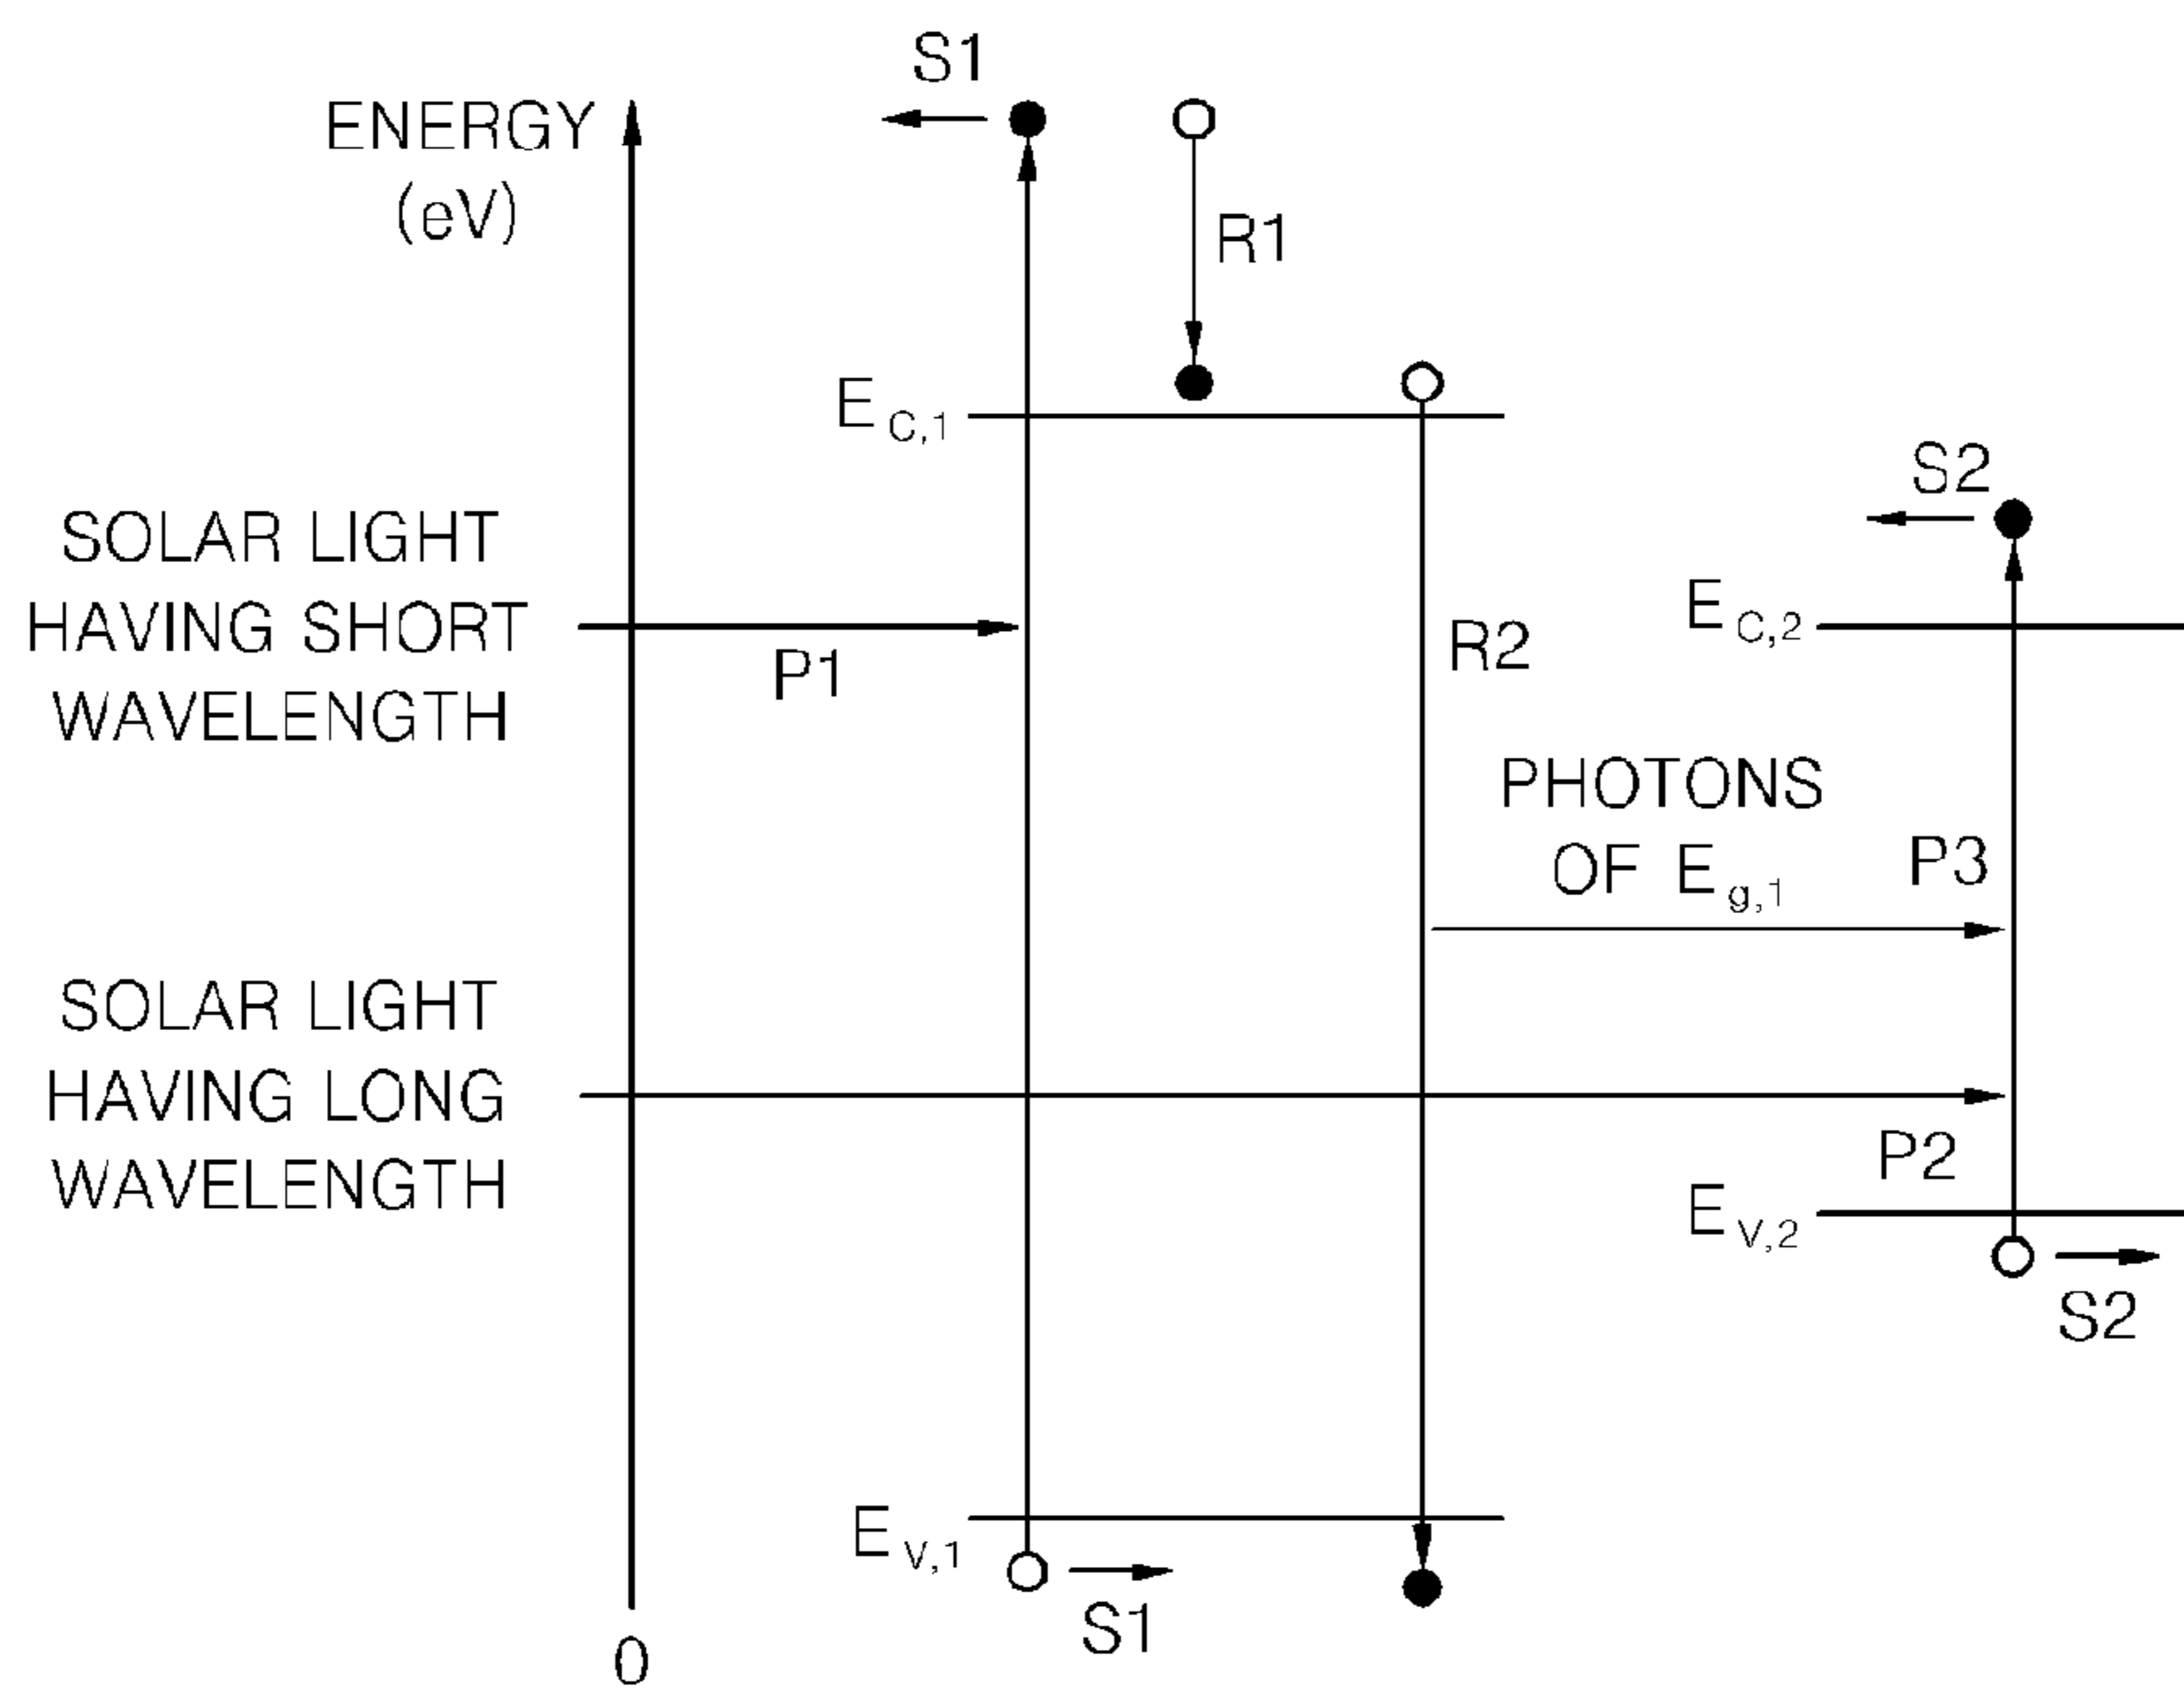 S1
ENERGY
(eV)
R1
E C,1
S2
SOLAR LIGHT
HAVING SHORT
WAVELENGTH
P1
E C,2
R2
PHOTONS
OF E g,1
P3
SOLAR LIGHT
HAVING LONG
WAVELENGTH
P2
E V,2
S2
E V,1
S1
0